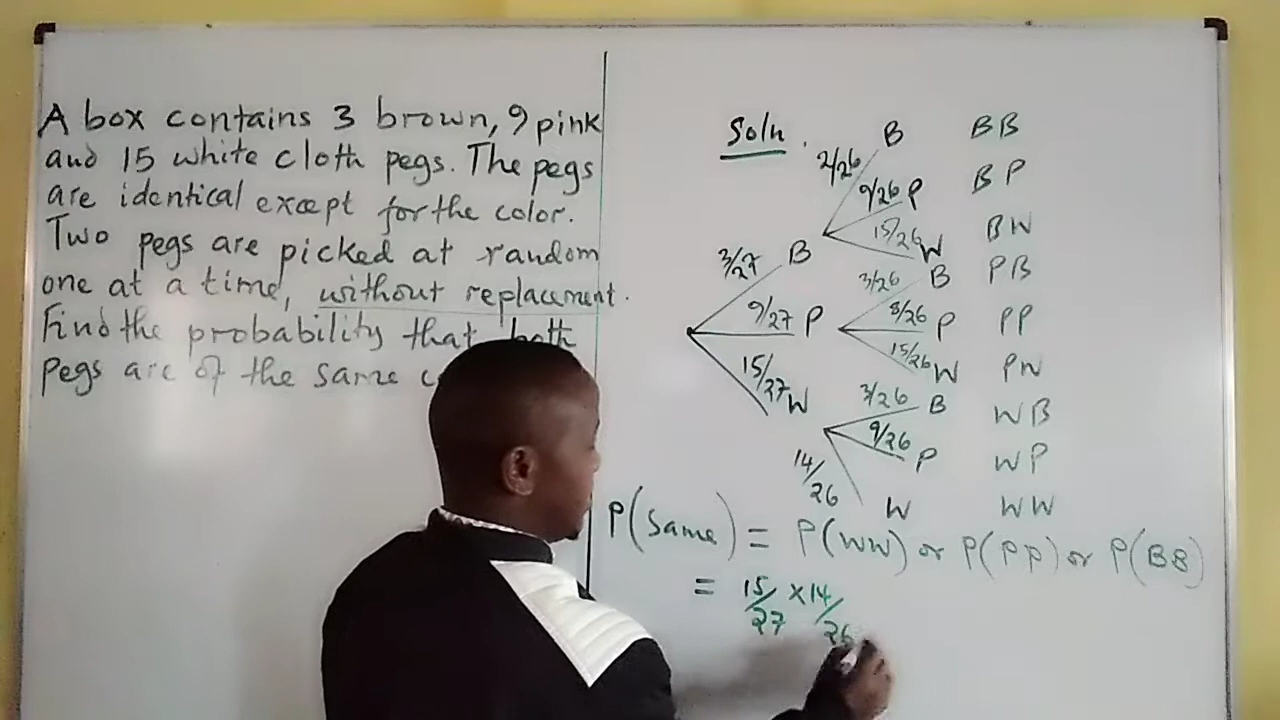 A box contains 3 brown, 9 pink
and 15 white cloth pegs. The pegs
are identical except for the color.
Two pegs are picked at random
one at a time, without replacement.
Find the probability that both
Pegs are of the same
Soln.
2/26 B BB
9/26 P BP
15/26 W BW
3/27 B
3/26 B PB
9/27 P
8/26 P PP
15/26 W PW
15/27 W
3/26 B WB
9/26 P WP
14/26 W WW
P(Same) = P(WW) or P(PP) or P(BB)
= 15/27 × 14/26